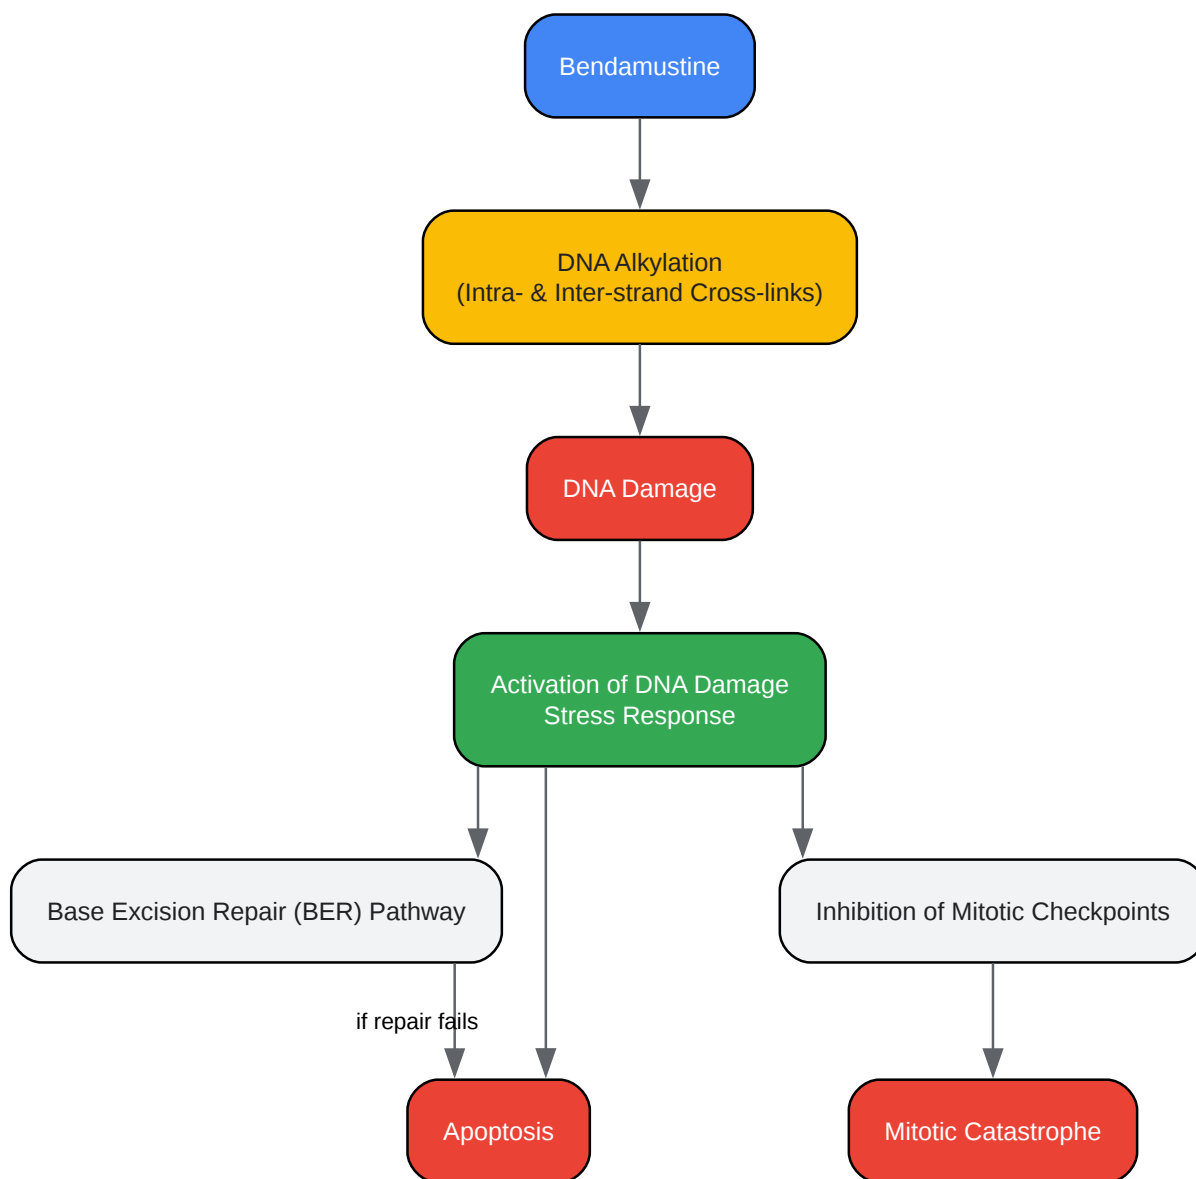 Bendamustine
DNA Alkylation
(Intra- & Inter-strand Cross-links)
DNA Damage
Activation of DNA Damage
Stress Response
Base Excision Repair (BER) Pathway
Inhibition of Mitotic Checkpoints
if repair fails
Apoptosis
Mitotic Catastrophe